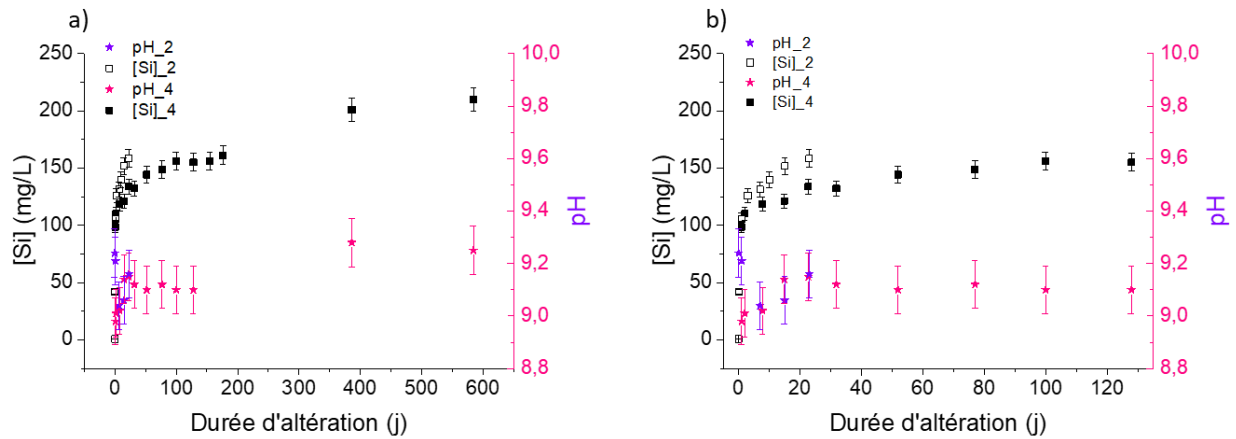 a)
pH_2
[Si]_2
pH_4
[Si]_4
250
200
150
100
50
0
[Si] (mg/L)
10,0
9,8
9,6
9,4
9,2
9,0
8,8
pH
0 100 200 300 400 500 600
Durée d'altération (j)
b)
pH_2
[Si]_2
pH_4
[Si]_4
250
200
150
100
50
0
[Si] (mg/L)
10,0
9,8
9,6
9,4
9,2
9,0
8,8
pH
0 20 40 60 80 100 120
Durée d'altération (j)